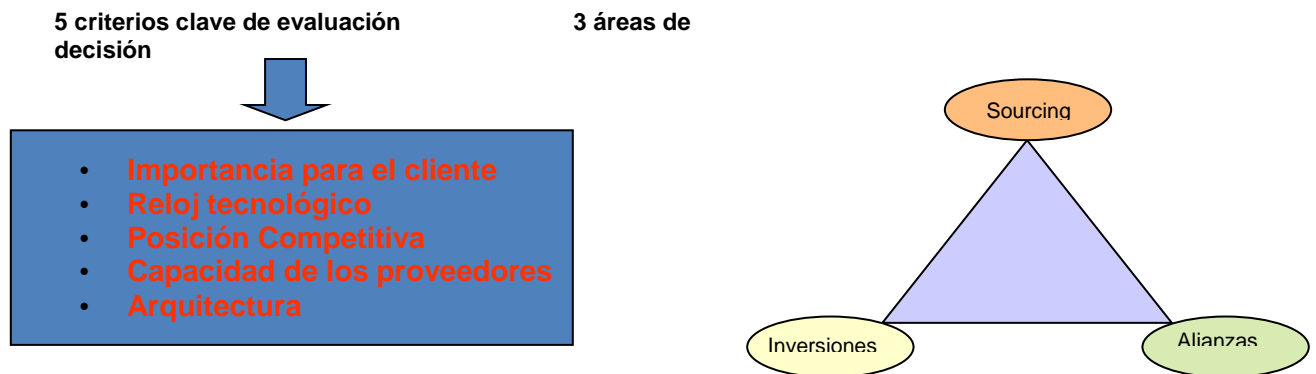 5 criterios clave de evaluación 3 áreas de
decisión
Sourcing
• Importancia para el cliente
• Reloj tecnológico
• Posición Competitiva
• Capacidad de los proveedores
• Arquitectura
Inversiones
Alianzas